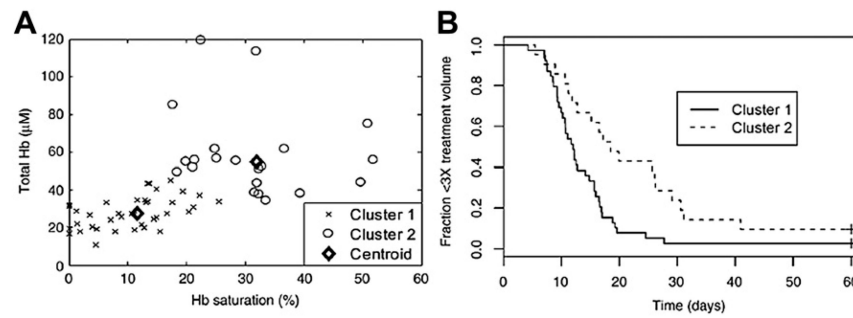 A
Total Hb (μM)
120
100
80
60
40
20
0
0 10 20 30 40 50 60
Hb saturation (%)
Cluster 1
Cluster 2
Centroid
B
Fraction <3X treatment volume
1.0
0.8
0.6
0.4
0.2
0.0
0 10 20 30 40 50 60
Time (days)
Cluster 1
Cluster 2